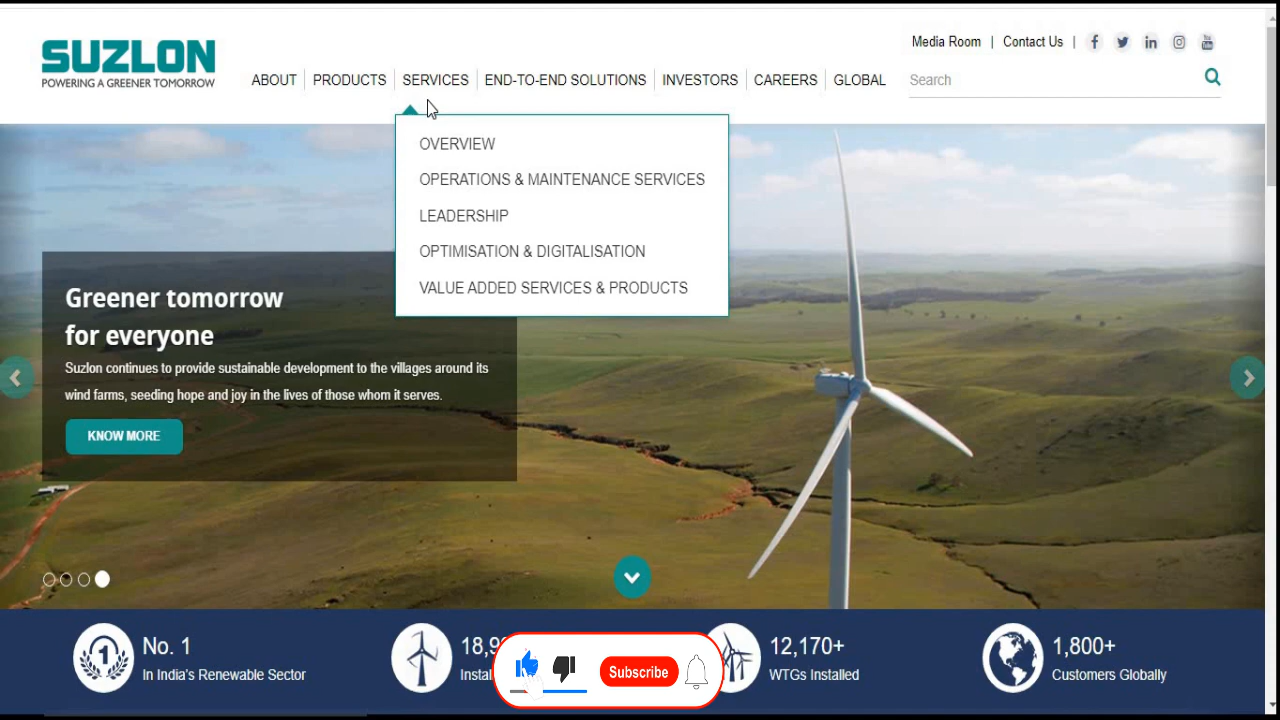 SUZLON
POWERING A GREENER TOMORROW
Media Room | Contact Us |
ABOUT PRODUCTS SERVICES END-TO-END SOLUTIONS INVESTORS CAREERS GLOBAL
Search
OVERVIEW
OPERATIONS & MAINTENANCE SERVICES
LEADERSHIP
OPTIMISATION & DIGITALISATION
VALUE ADDED SERVICES & PRODUCTS
Greener tomorrow
for everyone
Suzlon continues to provide sustainable development to the villages around its
wind farms, seeding hope and joy in the lives of those whom it serves.
KNOW MORE
1
No. 1
In India's Renewable Sector
12,170+
WTGs Installed
1,800+
Customers Globally
Subscribe